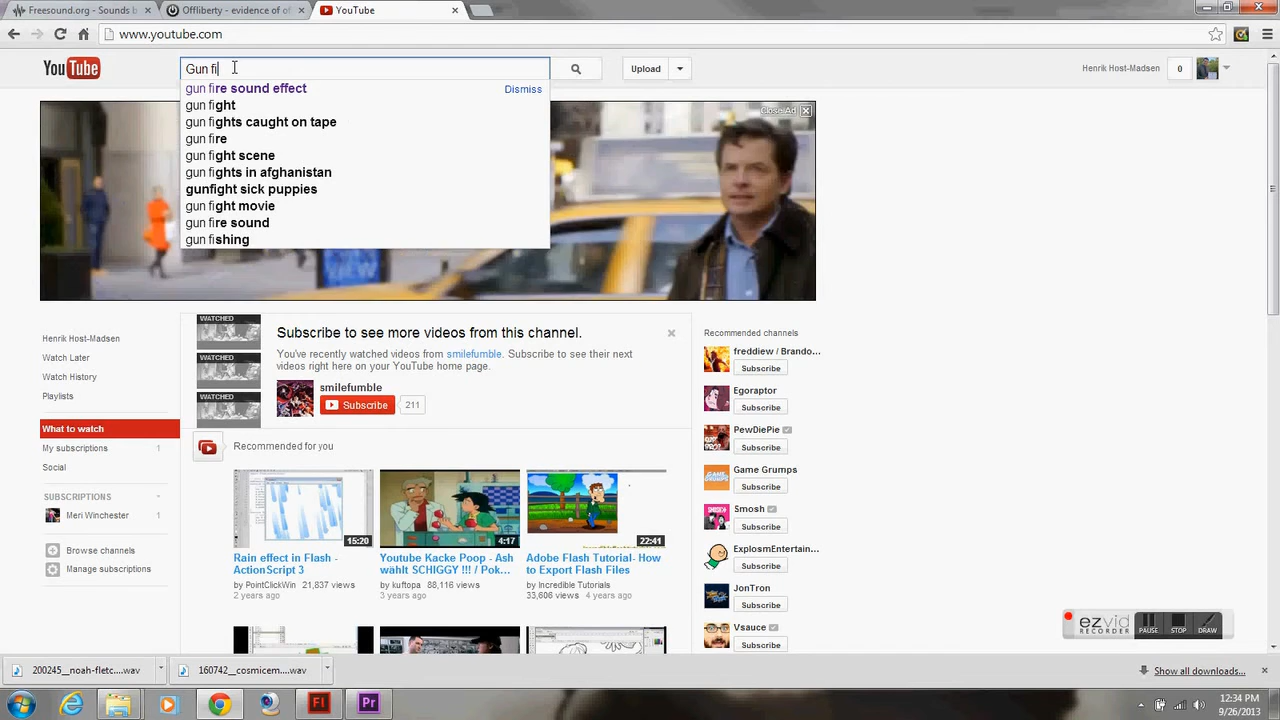 Freesound.org - Sounds b
Offliberty - evidence of of
YouTube
www.youtube.com
YouTube
Gun fi
Upload
Henrik Host-Madsen
0
gun fire sound effect
Dismiss
gun fight
gun fights caught on tape
gun fire
gun fight scene
gun fights in afghanistan
gunfight sick puppies
gun fight movie
gun fire sound
gun fishing
Close Ad
Henrik Host-Madsen
Watch Later
Watch History
Playlists
What to watch
My subscriptions 1
Social
SUBSCRIPTIONS
Meri Winchester 1
Browse channels
Manage subscriptions
WATCHED
WATCHED
WATCHED
Subscribe to see more videos from this channel.
You've recently watched videos from smilefumble. Subscribe to see their next
videos right here on your YouTube home page.
smilefumble
Subscribe 211
Recommended for you
15:20
4:17
22:41
Rain effect in Flash -
ActionScript 3
by PointClickWin 21,837 views
2 years ago
Youtube Kacke Poop - Ash
wählt SCHIGGY !!! / Pok...
by kuftopa 88,116 views
3 years ago
Adobe Flash Tutorial- How
to Export Flash Files
by Incredible Tutorials
33,606 views 4 years ago
Recommended channels
freddiew / Brando...
Subscribe
Egoraptor
Subscribe
PewDiePie
Subscribe
Game Grumps
Subscribe
Smosh
Subscribe
ExplosmEntertain...
Subscribe
JonTron
Subscribe
Vsauce
Subscribe
ezvid
RECORDER
PAUSE
STOP
DRAW
200245__noah-fletc....wav
160742__cosmicem....wav
Show all downloads...
Fl
Pr
12:34 PM
9/26/2013